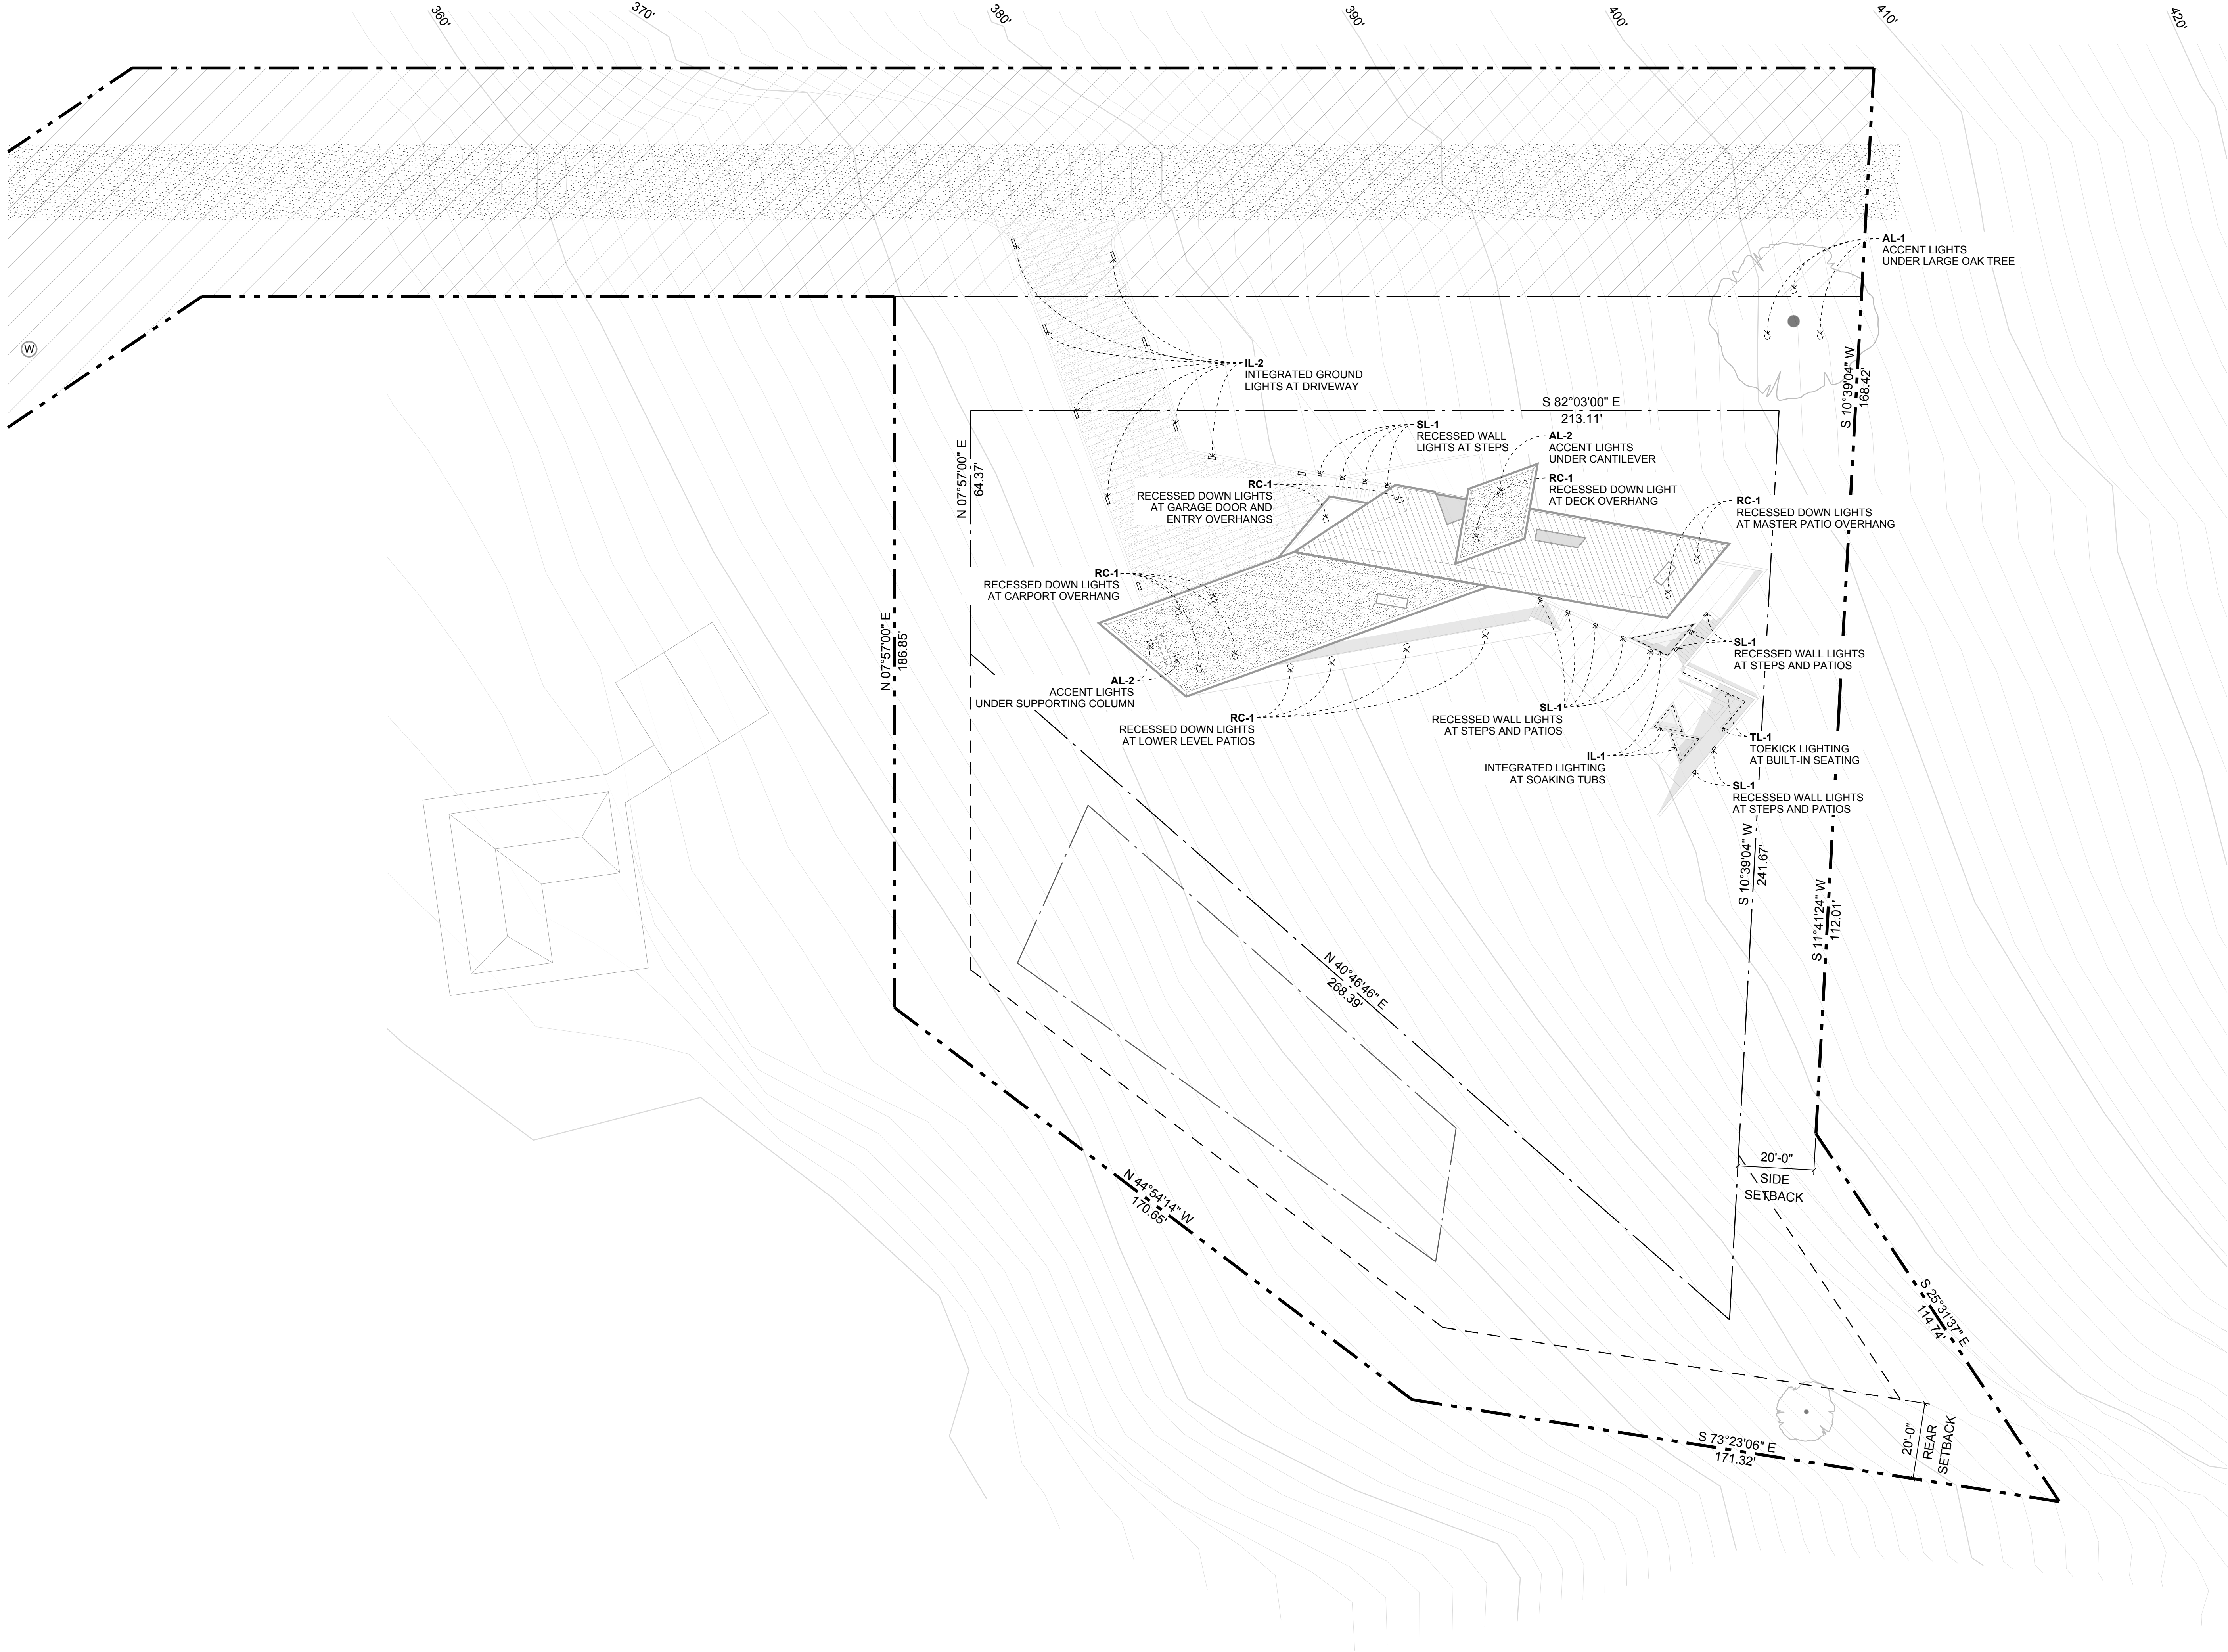 360'
370'
380'
390'
400'
410'
420'
AL-1
ACCENT LIGHTS
UNDER LARGE OAK TREE
W
S 10°39'04" W
168.42'
IL-2
INTEGRATED GROUND
LIGHTS AT DRIVEWAY
S 82°03'00" E
213.11'
SL-1
RECESSED WALL
LIGHTS AT STEPS
AL-2
ACCENT LIGHTS
UNDER CANTILEVER
N 07°57'00" E
64.37'
RC-1
RECESSED DOWN LIGHTS
AT GARAGE DOOR AND
ENTRY OVERHANGS
RC-1
RECESSED DOWN LIGHT
AT DECK OVERHANG
RC-1
RECESSED DOWN LIGHTS
AT MASTER PATIO OVERHANG
RC-1
RECESSED DOWN LIGHTS
AT CARPORT OVERHANG
N 07°57'00" E
186.85'
SL-1
RECESSED WALL LIGHTS
AT STEPS AND PATIOS
AL-2
ACCENT LIGHTS
UNDER SUPPORTING COLUMN
RC-1
RECESSED DOWN LIGHTS
AT LOWER LEVEL PATIOS
SL-1
RECESSED WALL LIGHTS
AT STEPS AND PATIOS
TL-1
TOEKICK LIGHTING
AT BUILT-IN SEATING
IL-1
INTEGRATED LIGHTING
AT SOAKING TUBS
SL-1
RECESSED WALL LIGHTS
AT STEPS AND PATIOS
S 10°39'04" W
241.67'
S 11°41'24" W
112.01'
N 40°46'46" E
268.39'
20'-0"
SIDE
SETBACK
N 44°54'14" W
170.65'
S 25°31'37" E
114.74'
S 73°23'06" E
171.32'
20'-0"
REAR
SETBACK